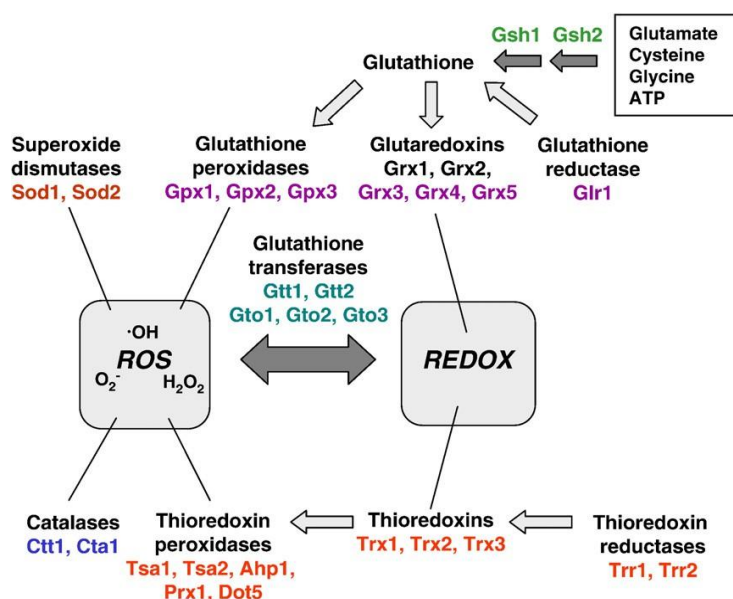 Gsh1 Gsh2
Glutamate
Cysteine
Glycine
ATP
Glutathione
Superoxide
dismutases
Sod1, Sod2
Glutathione
peroxidases
Gpx1, Gpx2, Gpx3
Glutaredoxins
Grx1, Grx2,
Grx3, Grx4, Grx5
Glutathione
reductase
Glr1
Glutathione
transferases
Gtt1, Gtt2
Gto1, Gto2, Gto3
·OH
ROS
O₂⁻ H₂O₂
REDOX
Catalases
Ctt1, Cta1
Thioredoxin
peroxidases
Tsa1, Tsa2, Ahp1,
Prx1, Dot5
Thioredoxins
Trx1, Trx2, Trx3
Thioredoxin
reductases
Trr1, Trr2